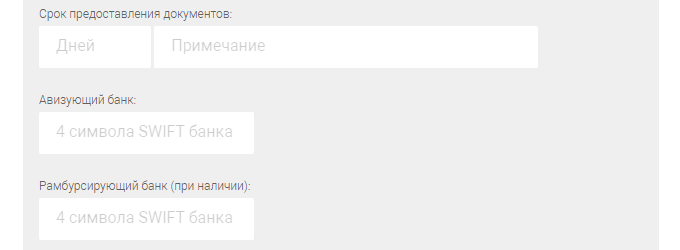 Срок предоставления документов:
Дней Примечание
Авизующий банк:
4 символа SWIFT банка
Рамбурсирующий банк (при наличии):
4 символа SWIFT банка